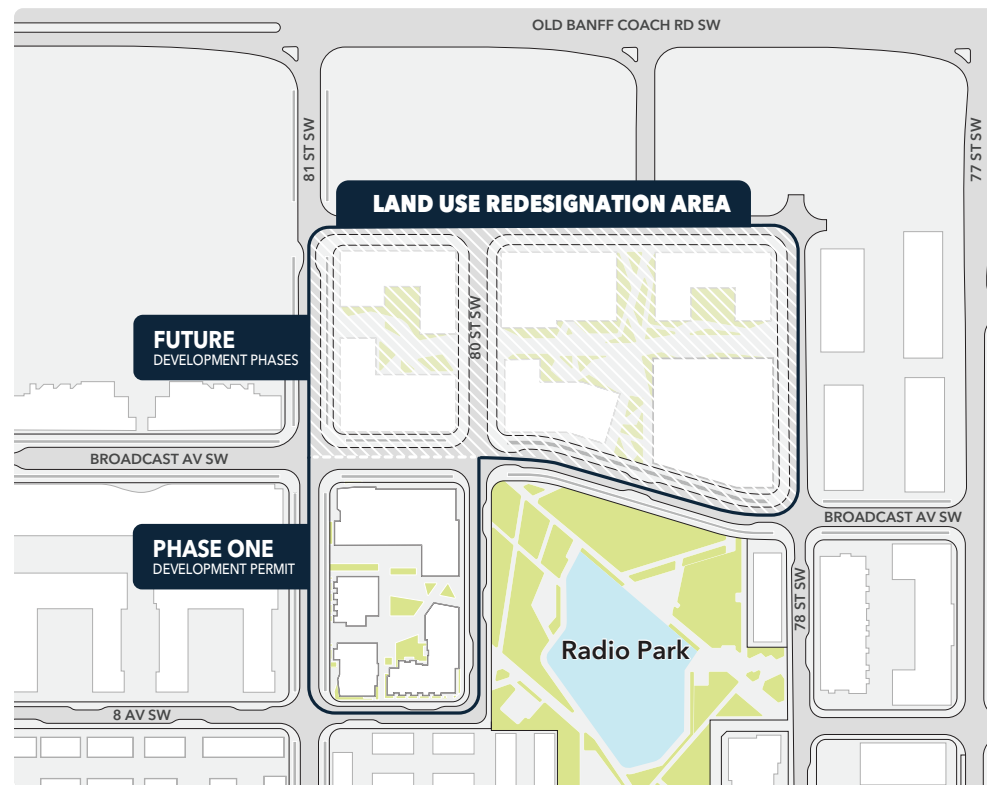 OLD BANFF COACH RD SW
81 ST SW
77 ST SW
LAND USE REDESIGNATION AREA
80 ST SW
FUTURE
DEVELOPMENT PHASES
BROADCAST AV SW
BROADCAST AV SW
PHASE ONE
DEVELOPMENT PERMIT
78 ST SW
Radio Park
8 AV SW